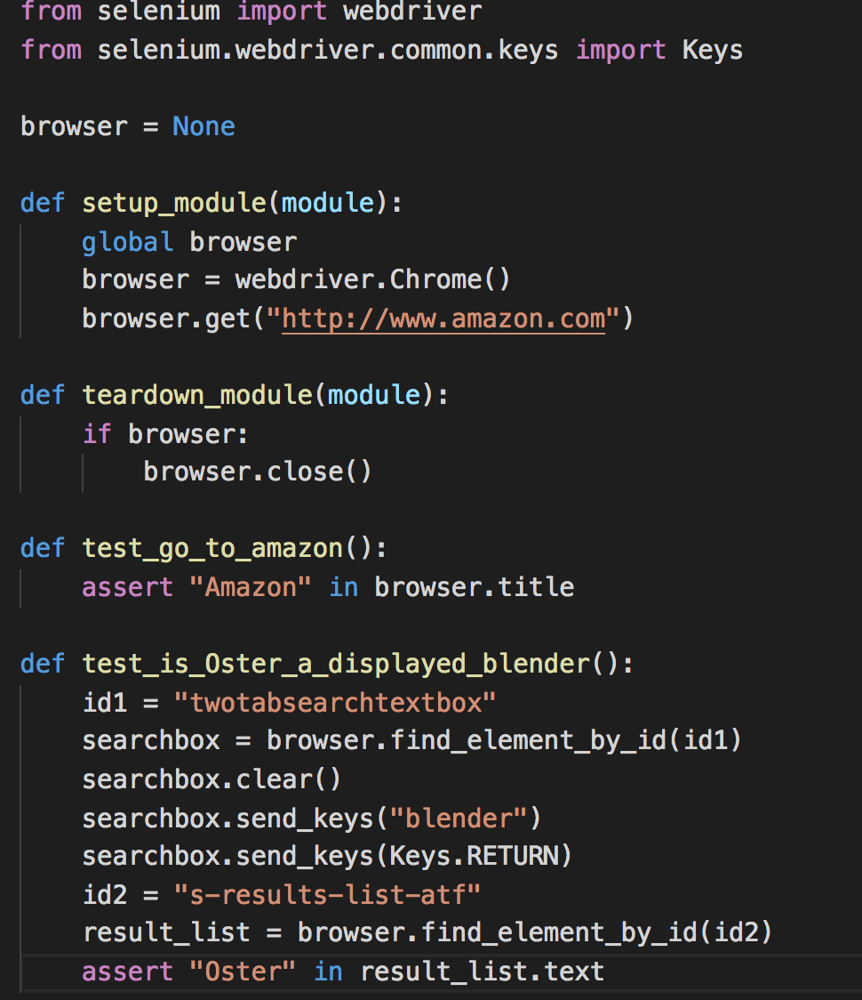 from selenium import webdriver
from selenium.webdriver.common.keys import Keys

browser = None

def setup_module(module):
    global browser
    browser = webdriver.Chrome()
    browser.get("http://www.amazon.com")

def teardown_module(module):
    if browser:
        browser.close()

def test_go_to_amazon():
    assert "Amazon" in browser.title

def test_is_Oster_a_displayed_blender():
    id1 = "twotabsearchtextbox"
    searchbox = browser.find_element_by_id(id1)
    searchbox.clear()
    searchbox.send_keys("blender")
    searchbox.send_keys(Keys.RETURN)
    id2 = "s-results-list-atf"
    result_list = browser.find_element_by_id(id2)
    assert "Oster" in result_list.text